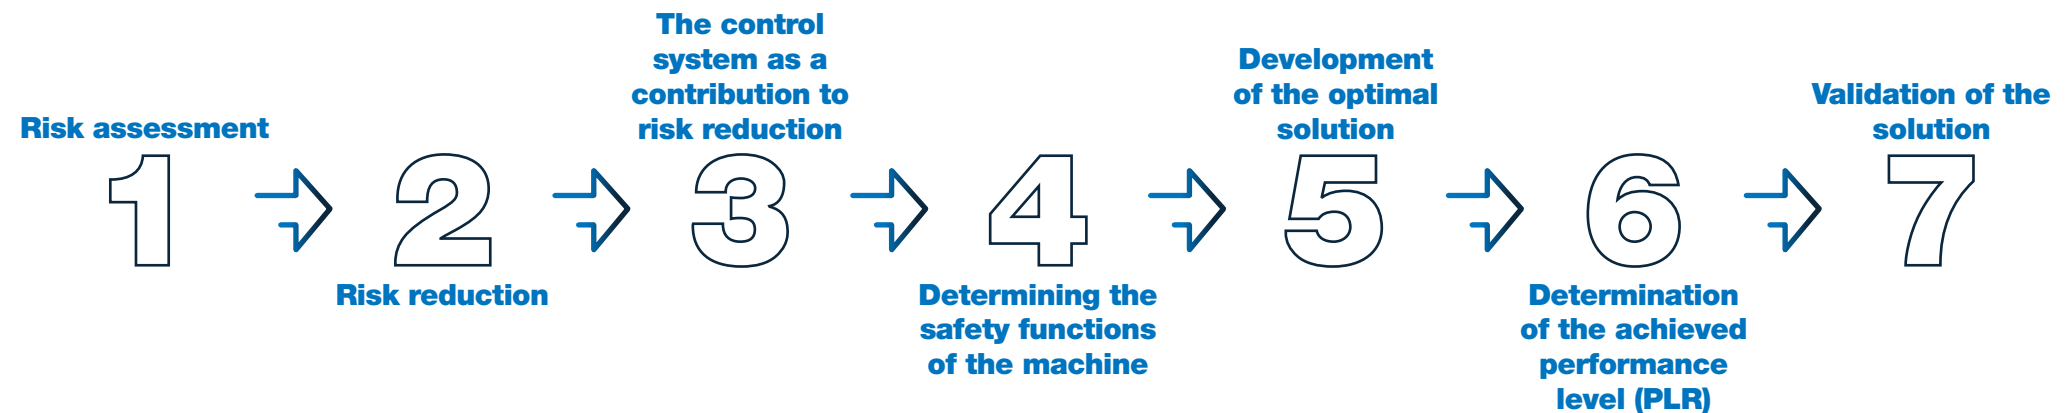 Risk assessment
1
2
Risk reduction
The control
system as a
contribution to
risk reduction
3
4
Determining the
safety functions
of the machine
Development
of the optimal
solution
5
6
Determination
of the achieved
performance
level (PLR)
Validation of the
solution
7